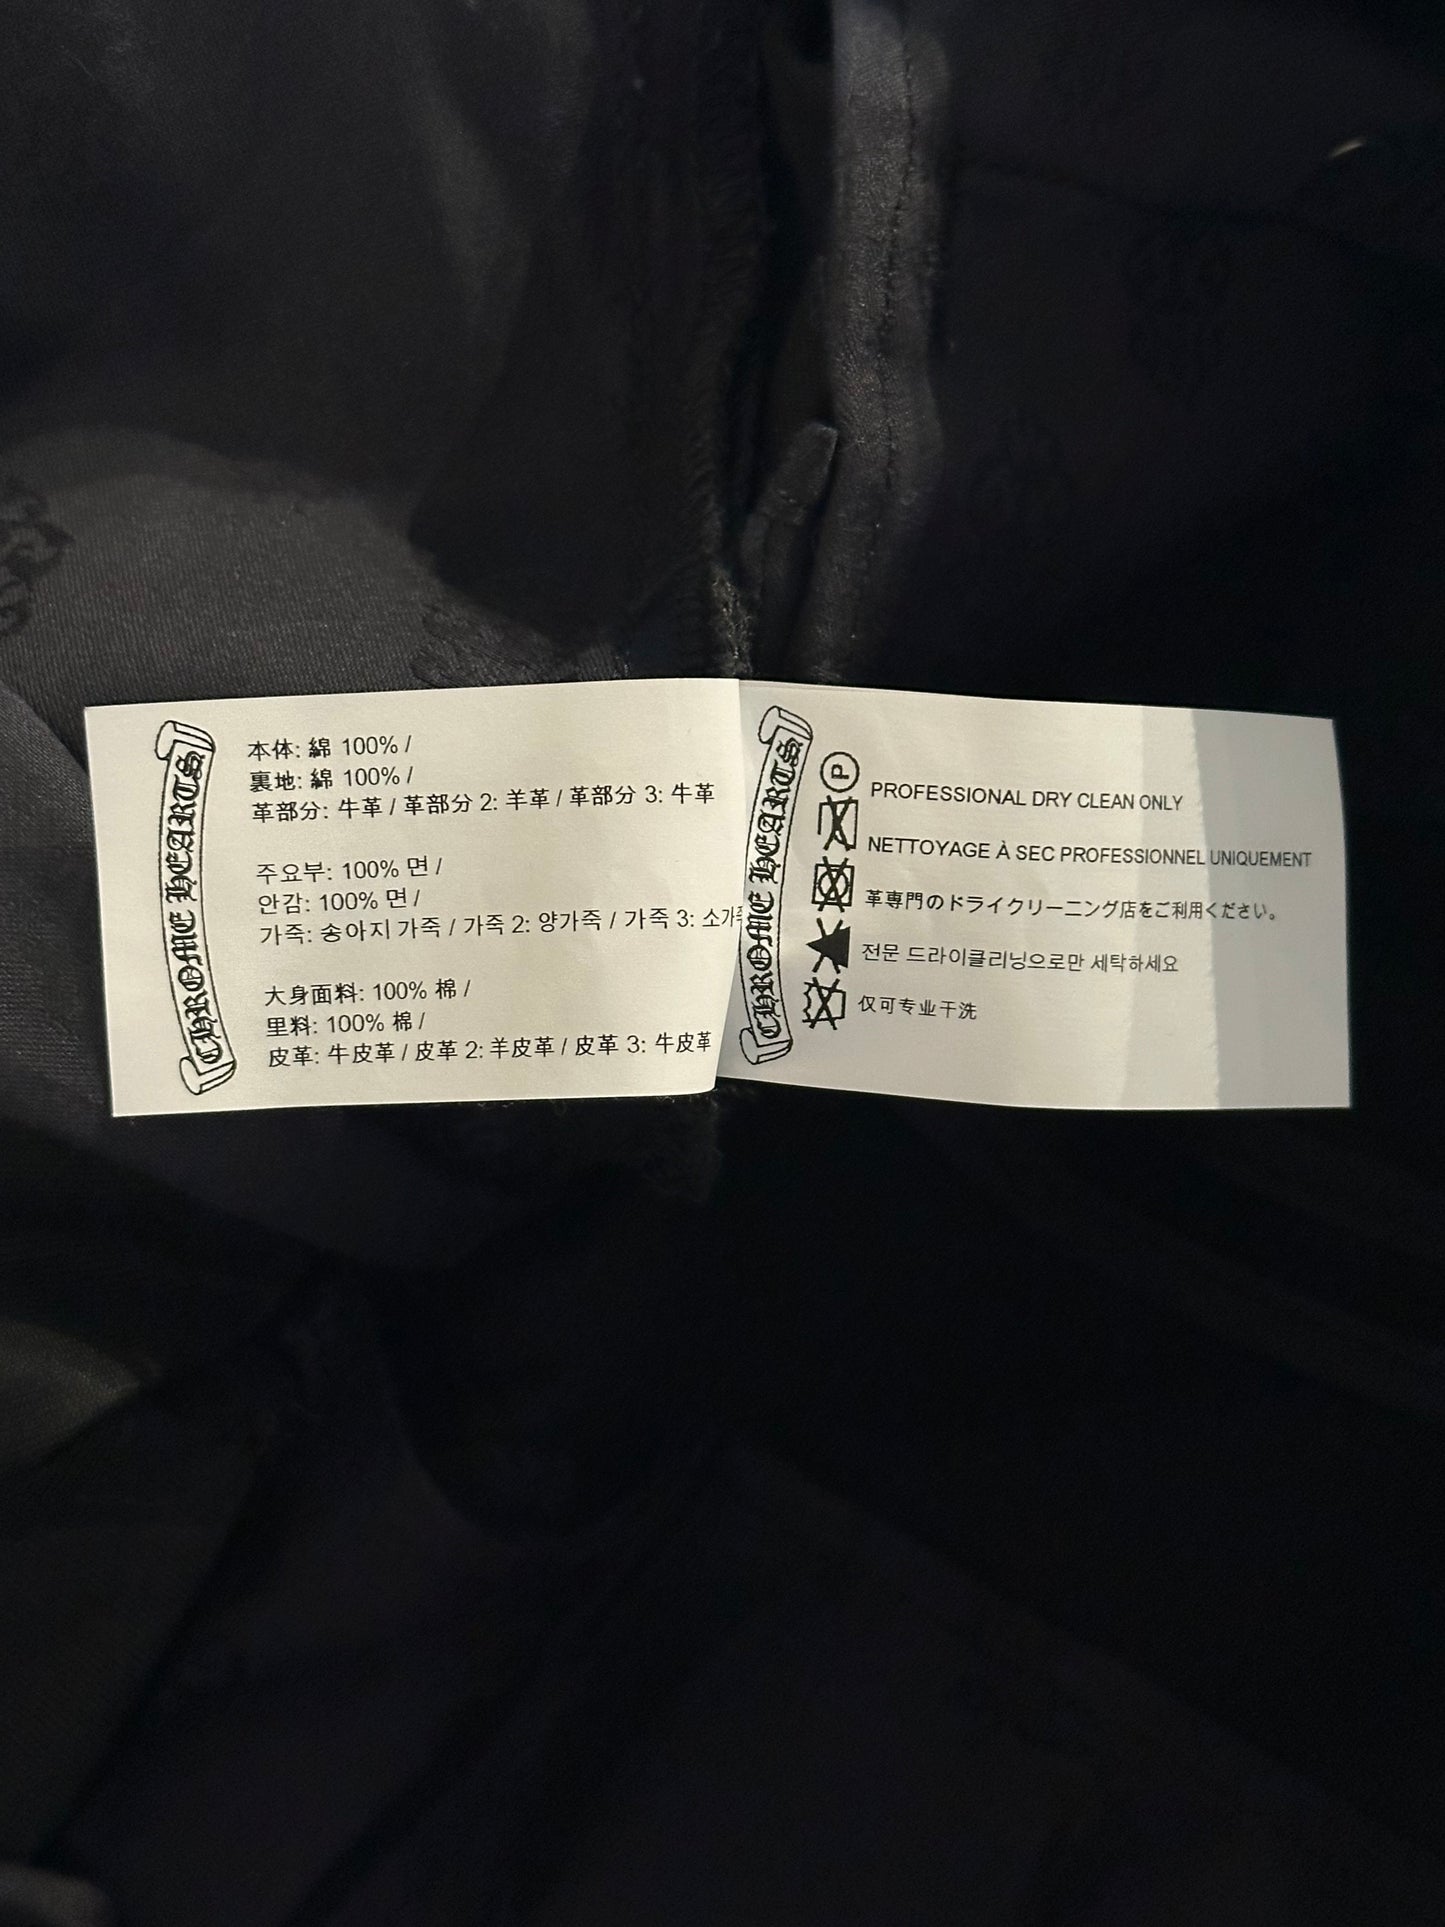 CHROME HEARTS
本体: 綿 100% /
裏地: 綿 100% /
革部分: 牛革 / 革部分 2: 羊革 / 革部分 3: 牛革
주요부: 100% 면 /
안감: 100% 면 /
가죽: 송아지 가죽 / 가죽 2: 양가죽 / 가죽 3: 소가죽
大身面料: 100% 棉 /
里料: 100% 棉 /
皮革: 牛皮革 / 皮革 2: 羊皮革 / 皮革 3: 牛皮革
CHROME HEARTS
P
PROFESSIONAL DRY CLEAN ONLY
NETTOYAGE À SEC PROFESSIONNEL UNIQUEMENT
革専門のドライクリーニング店をご利用ください。
전문 드라이클리닝으로만 세탁하세요
仅可专业干洗